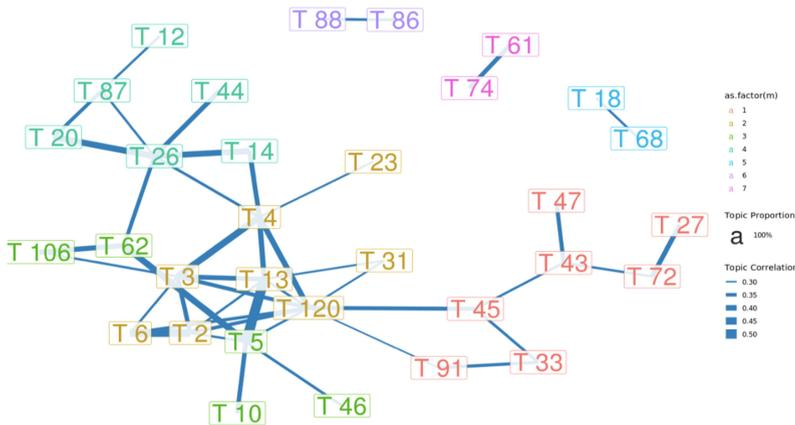 T 88
T 86
T 12
T 61
T 87
T 44
T 74
T 18
T 20
T 68
T 26
T 14
T 23
T 47
T 4
T 27
T 106
T 62
T 31
T 43
T 3
T 13
T 72
T 120
T 45
T 6
T 2
T 5
T 91
T 33
T 10
T 46
as.factor(m)
a 1
a 2
a 3
a 4
a 5
a 6
a 7
Topic Proportion
a 100%
Topic Correlation
0.30
0.35
0.40
0.45
0.50